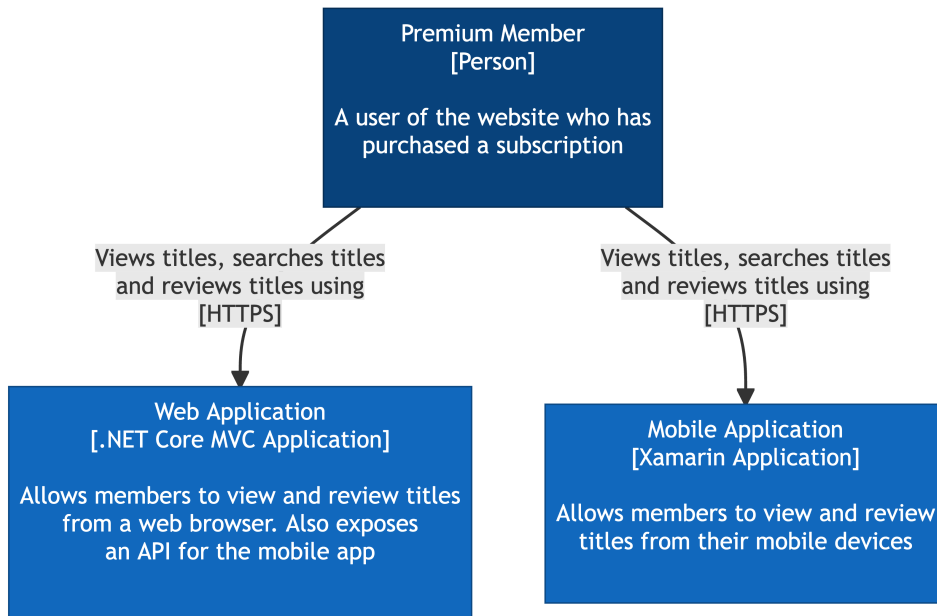 Premium Member
[Person]
A user of the website who has
purchased a subscription
Views titles, searches titles
and reviews titles using
[HTTPS]
Views titles, searches titles
and reviews titles using
[HTTPS]
Web Application
[.NET Core MVC Application]
Allows members to view and review titles
from a web browser. Also exposes
an API for the mobile app
Mobile Application
[Xamarin Application]
Allows members to view and review
titles from their mobile devices